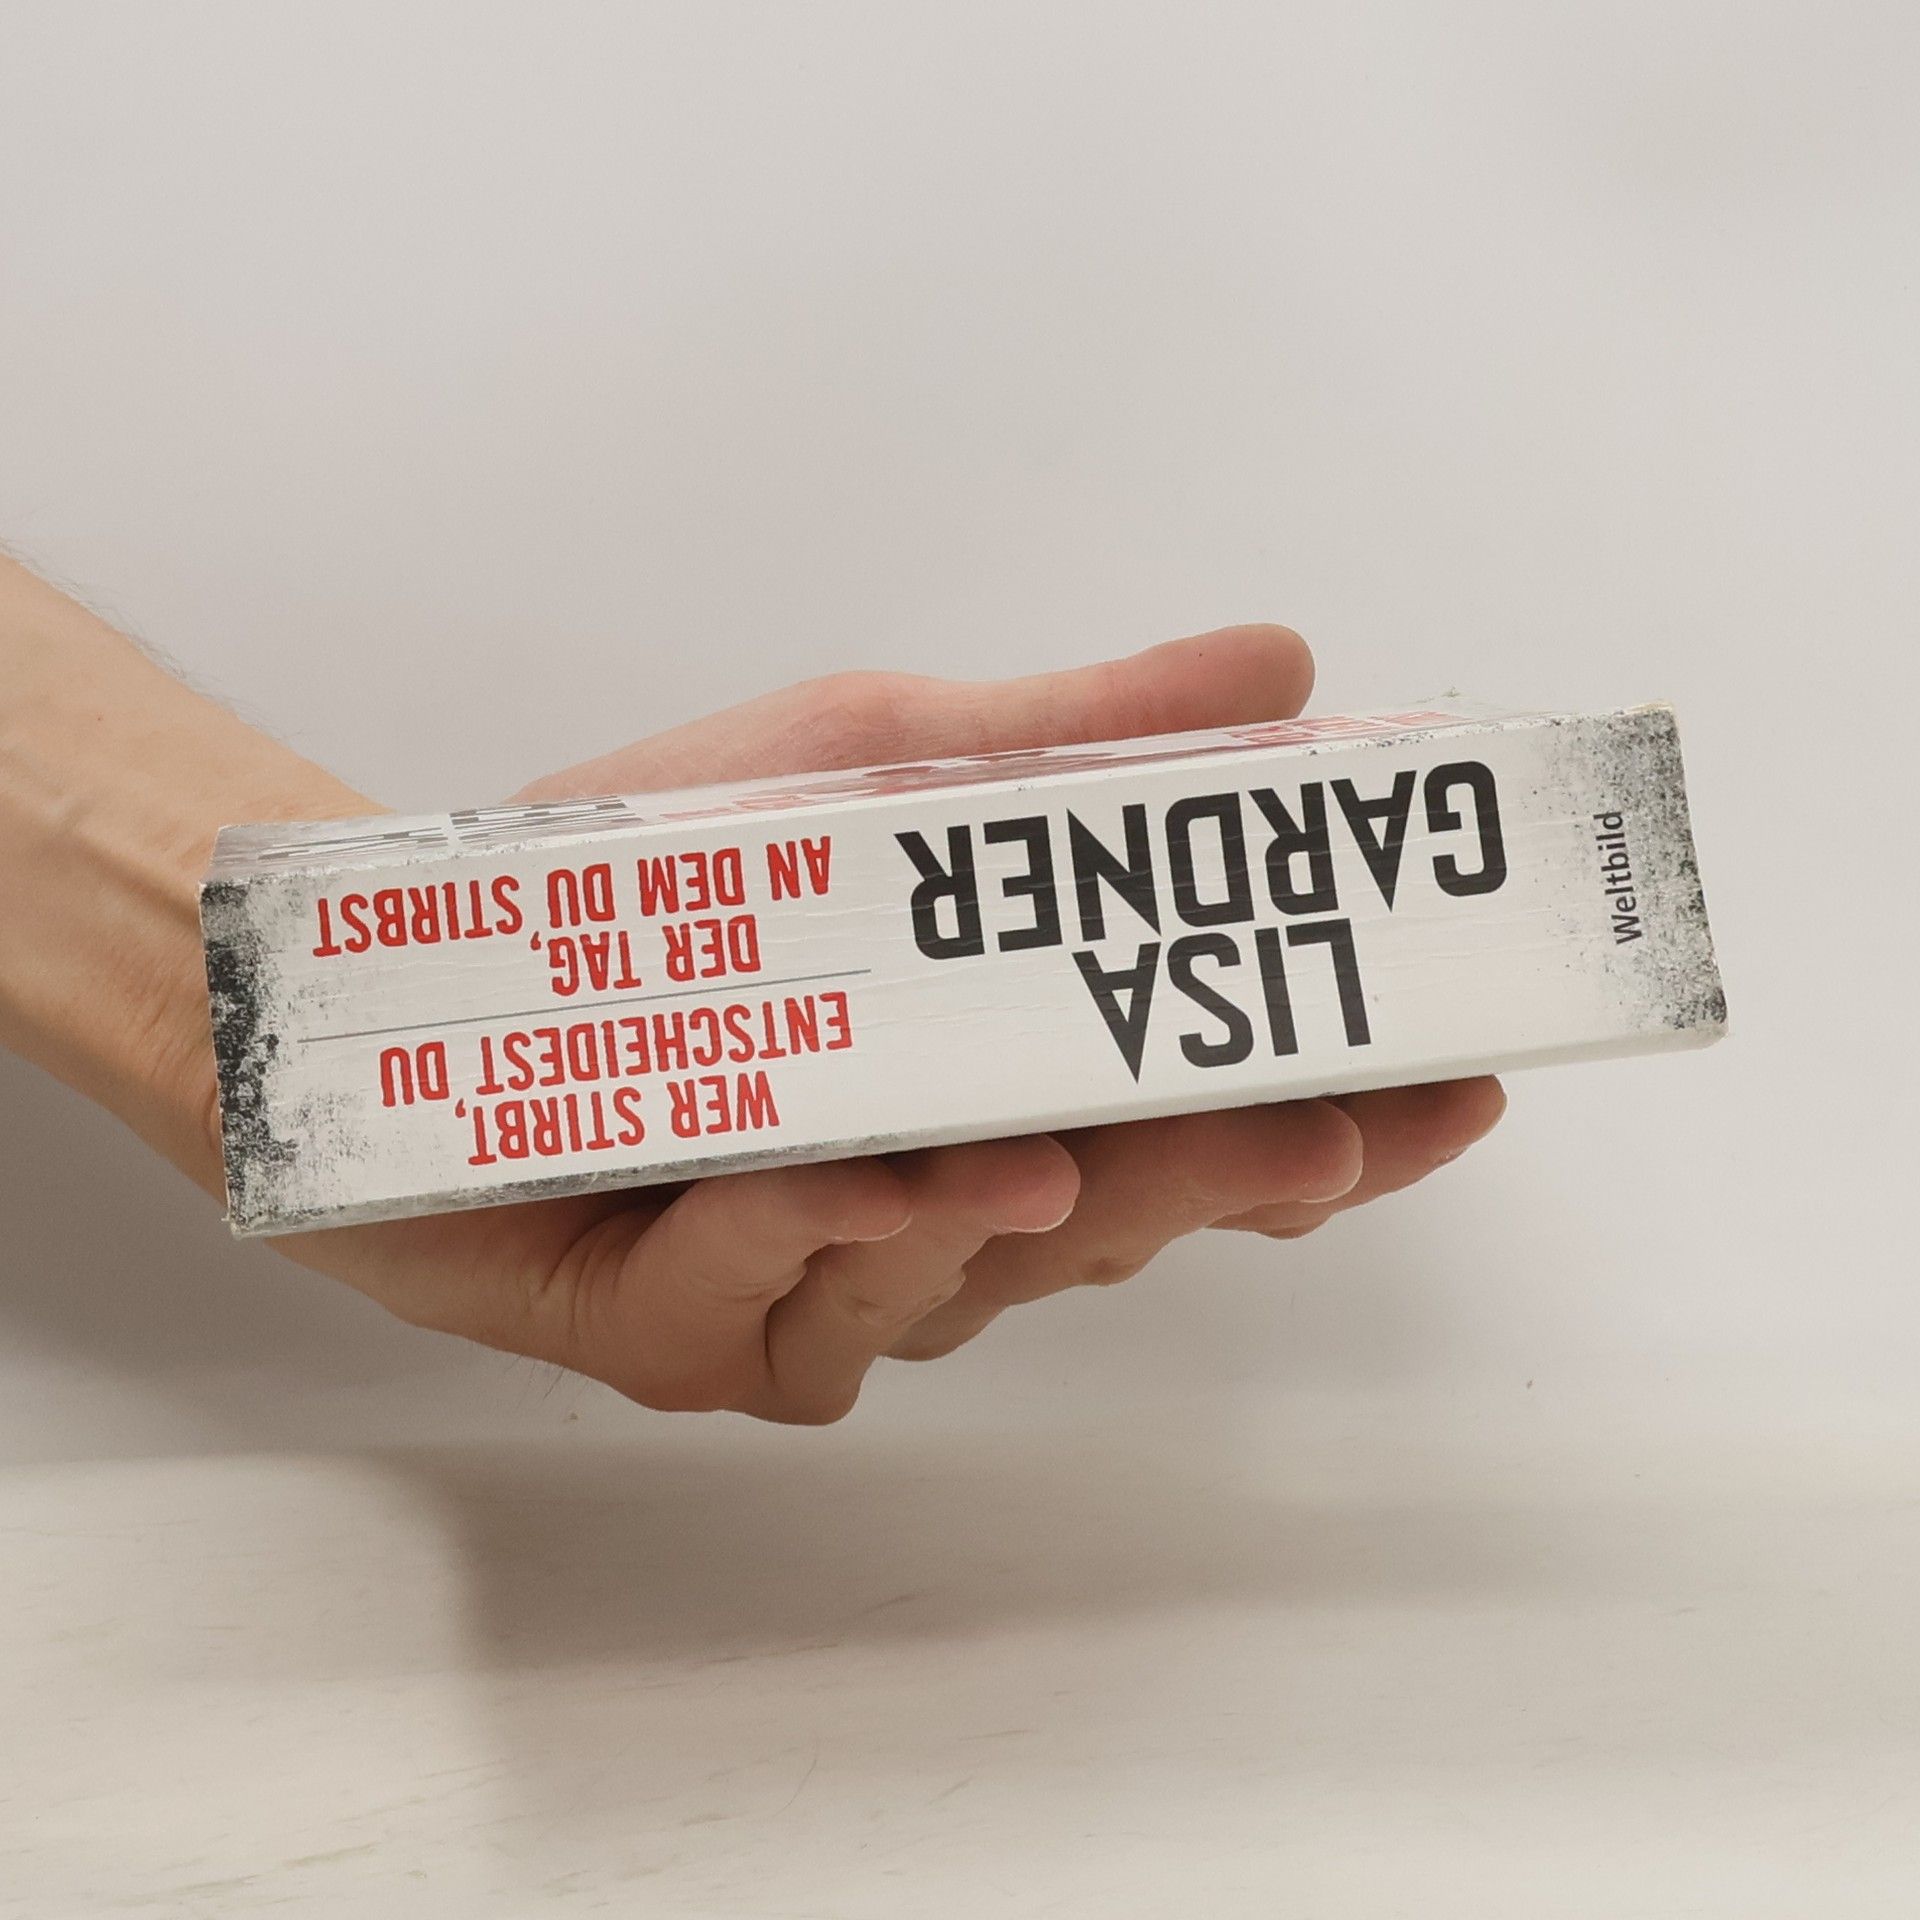 LISA
GARDNER
WER STIRBT,
ENTSCHEIDEST DU
DER TAG,
AN DEM DU STIRBST
Weltbild